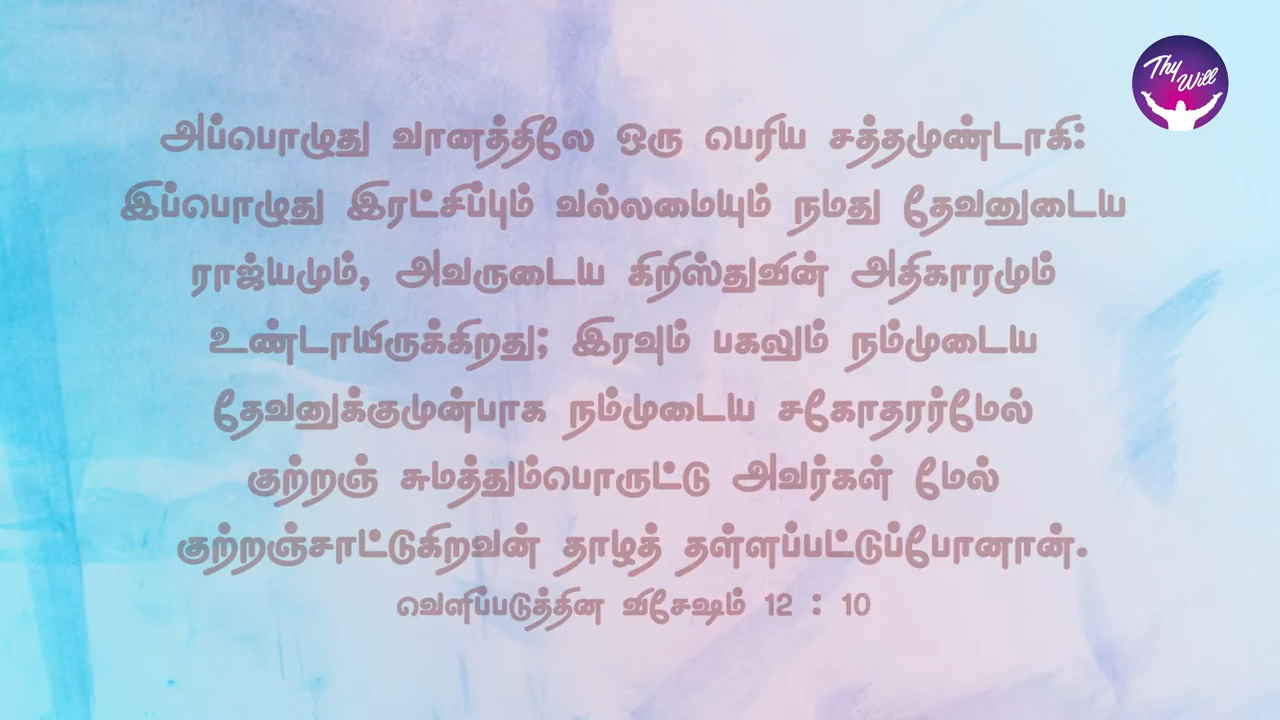 Thy Will
அப்பொழுது வானத்திலே ஒரு பெரிய சத்தமுண்டாகி:
இப்பொழுது இரட்சிப்பும் வல்லமையும் நமது தேவனுடைய
ராஜ்யமும், அவருடைய கிறிஸ்துவின் அதிகாரமும்
உண்டாயிருக்கிறது; இரவும் பகலும் நம்முடைய
தேவனுக்குமுன்பாக நம்முடைய சகோதரர்மேல்
குற்றஞ் சுமத்தும்பொருட்டு அவர்கள் மேல்
குற்றஞ்சாட்டுகிறவன் தாழத் தள்ளப்பட்டுப்போனான்.
வெளிப்படுத்தின விசேஷம் 12 : 10